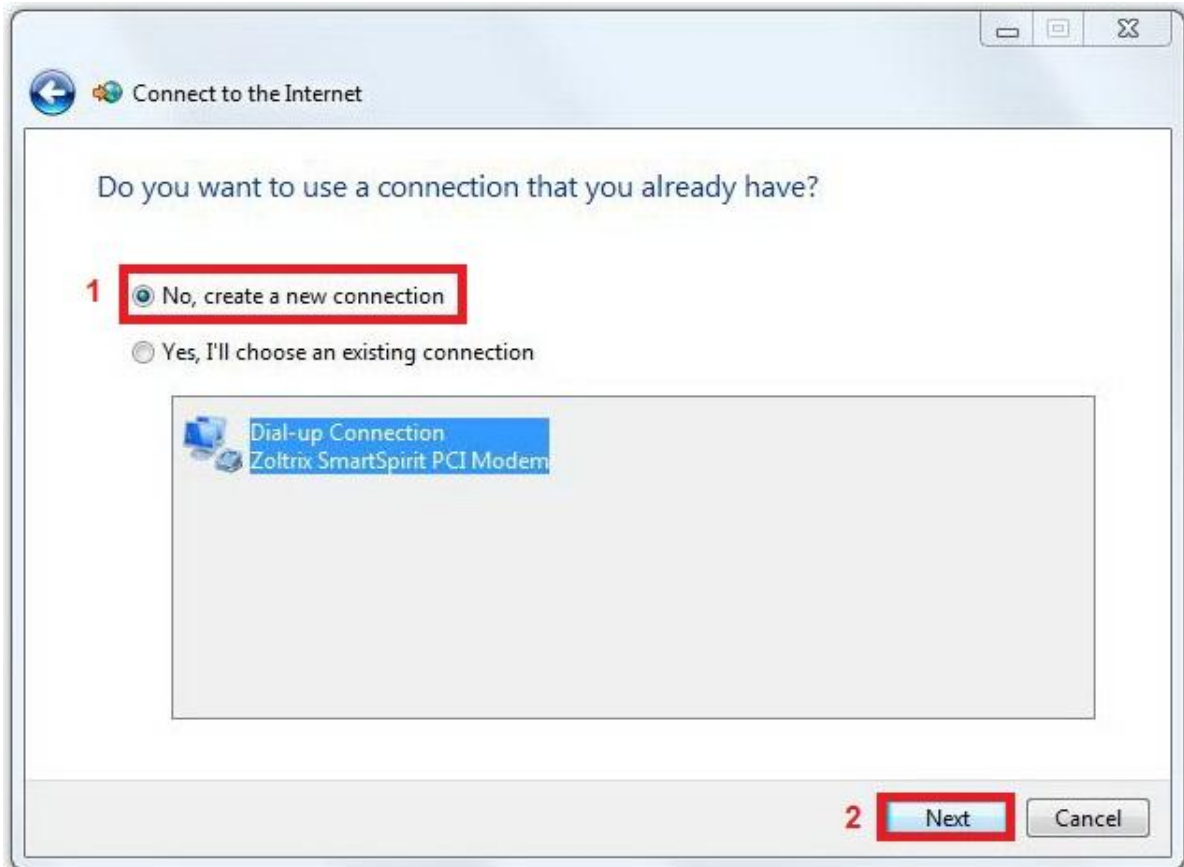 Connect to the Internet
Do you want to use a connection that you already have?
1 No, create a new connection
Yes, I'll choose an existing connection
Dial-up Connection
Zoltrix SmartSpirit PCI Modem
2 Next Cancel